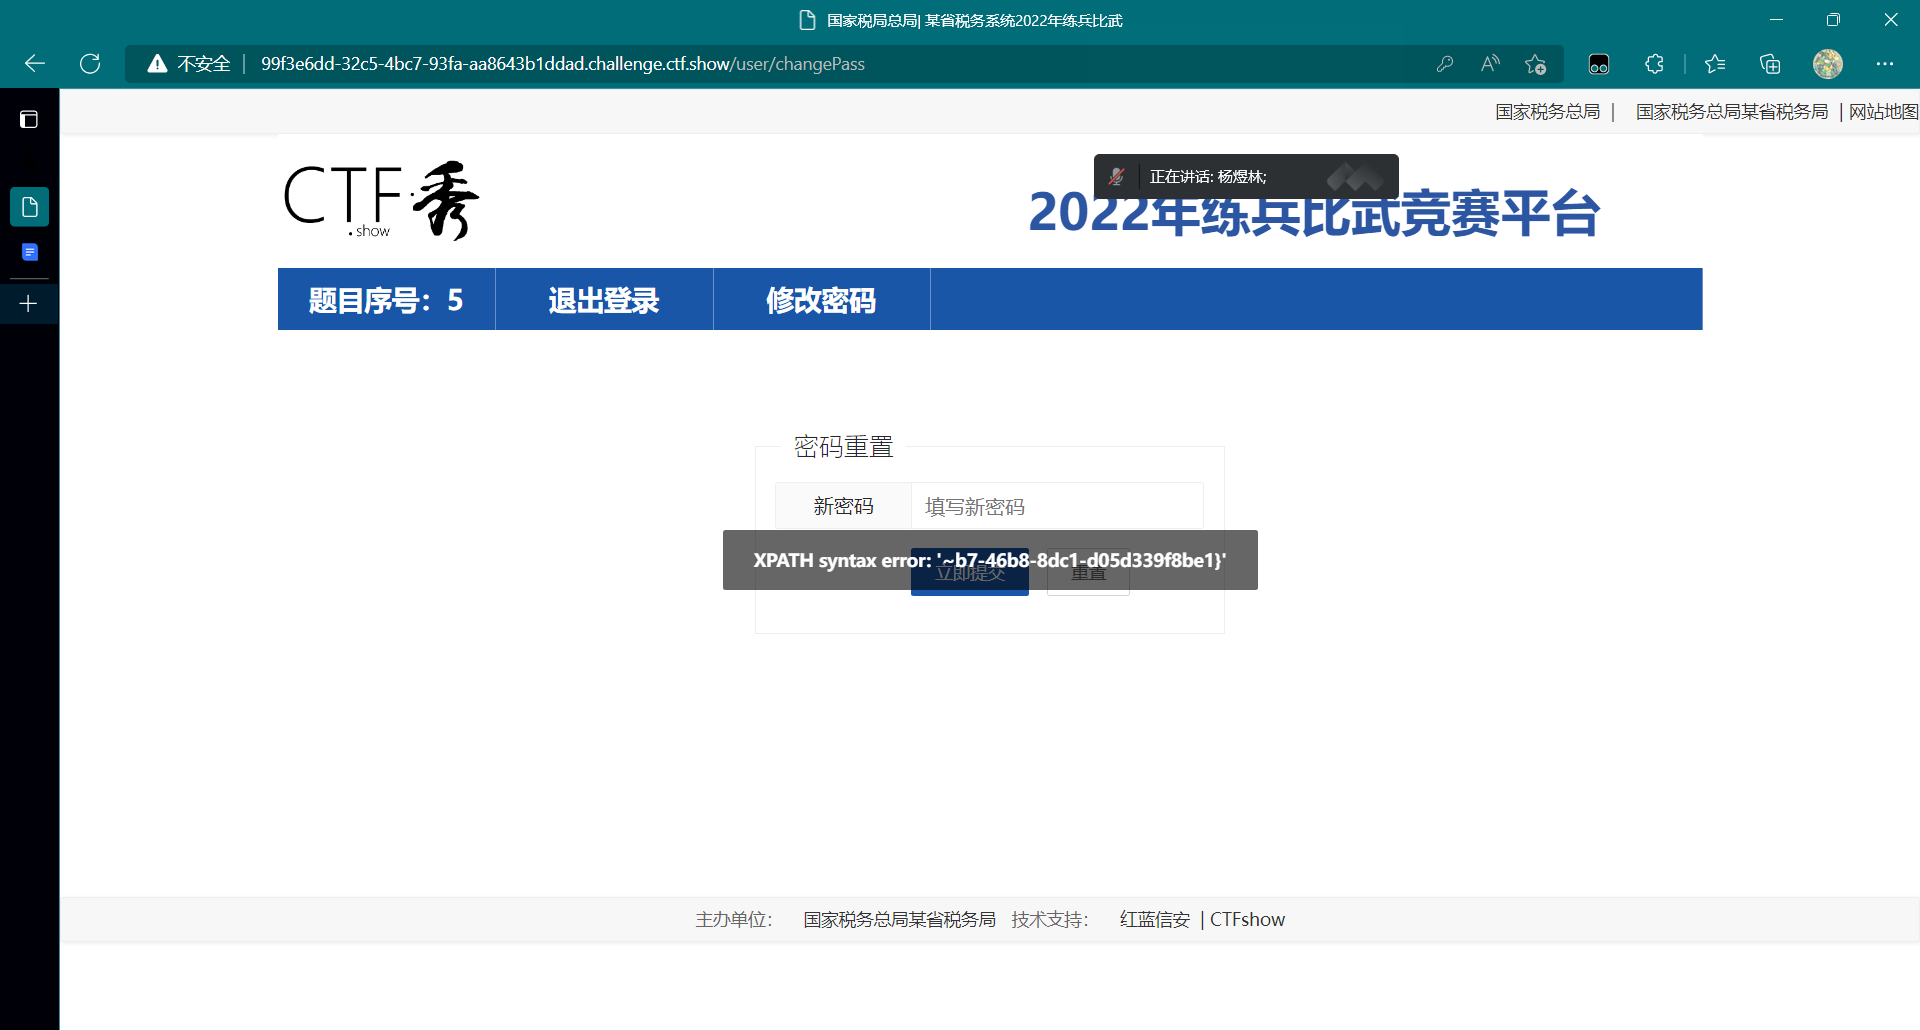 国家税局总局| 某省税务系统2022年练兵比武
不安全 | 99f3e6dd-32c5-4bc7-93fa-aa8643b1ddad.challenge.ctf.show/user/changePass
国家税务总局 | 国家税务总局某省税务局 | 网站地图
CTF.show 秀
正在讲话: 杨煜林;
2022年练兵比武竞赛平台
题目序号：5 退出登录 修改密码
密码重置
新密码 填写新密码
XPATH syntax error: '~b7-46b8-8dc1-d05d339f8be1}'
立即提交 重置
主办单位： 国家税务总局某省税务局 技术支持： 红蓝信安 | CTFshow